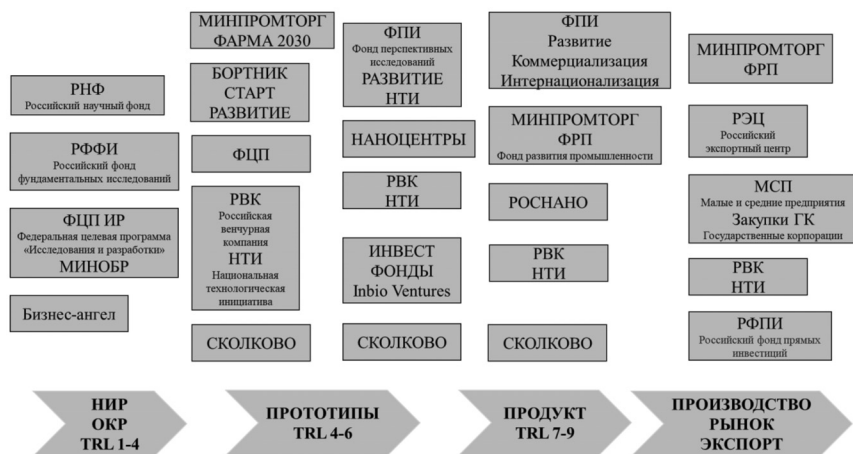 РНФ
Российский научный фонд
РФФИ
Российский фонд
фундаментальных исследований
ФЦП ИР
Федеральная целевая программа
«Исследования и разработки»
МИНОБР
Бизнес-ангел
МИНПРОМТОРГ
ФАРМА 2030
БОРТНИК
СТАРТ
РАЗВИТИЕ
ФЦП
РВК
Российская
венчурная
компания
НТИ
Национальная
технологическая
инициатива
СКОЛКОВО
ФПИ
Фонд перспективных
исследований
РАЗВИТИЕ
НТИ
НАНОЦЕНТРЫ
РВК
НТИ
ИНВЕСТ
ФОНДЫ
Inbio Ventures
СКОЛКОВО
ФПИ
Развитие
Коммерциализация
Интернационализация
МИНПРОМТОРГ
ФРП
Фонд развития промышленности
РОСНАНО
РВК
НТИ
СКОЛКОВО
МИНПРОМТОРГ
ФРП
РЭЦ
Российский
экспортный центр
МСП
Малые и средние предприятия
Закупки ГК
Государственные корпорации
РВК
НТИ
РФПИ
Российский фонд прямых
инвестиций
НИР
ОКР
TRL 1-4
ПРОТОТИПЫ
TRL 4-6
ПРОДУКТ
TRL 7-9
ПРОИЗВОДСТВО
РЫНОК
ЭКСПОРТ